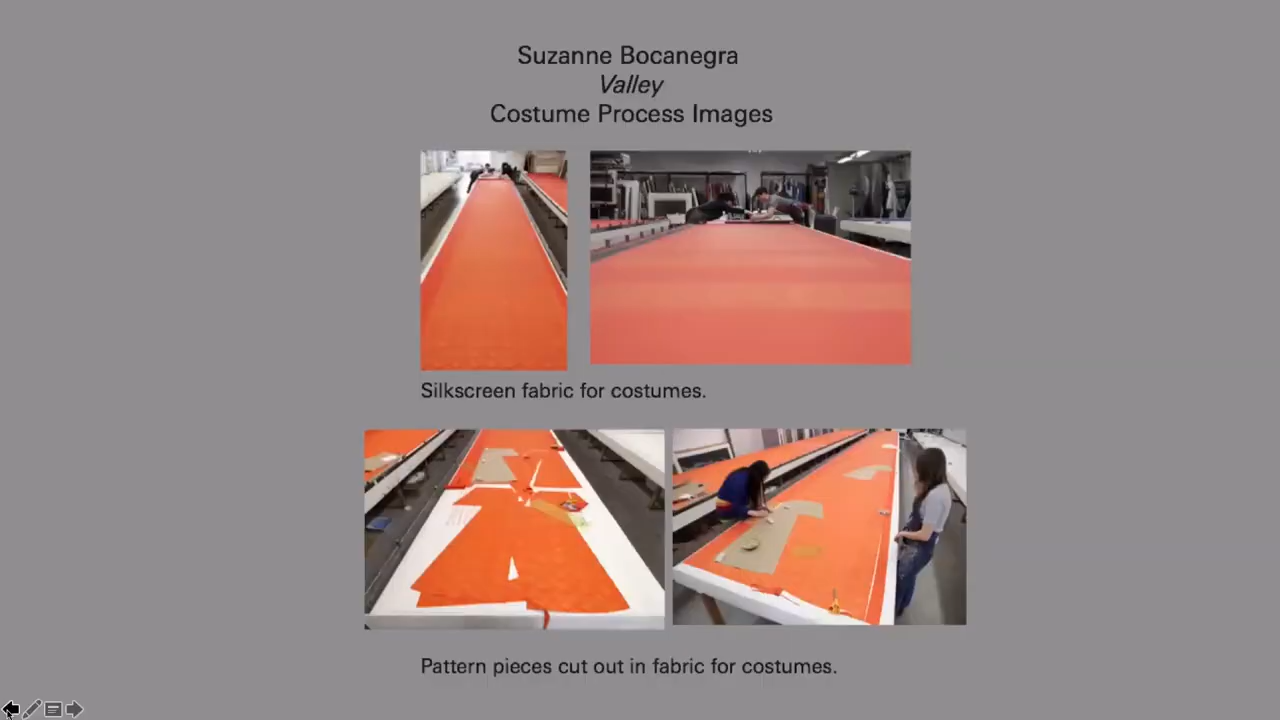 Suzanne Bocanegra
Valley
Costume Process Images
Silkscreen fabric for costumes.
Pattern pieces cut out in fabric for costumes.